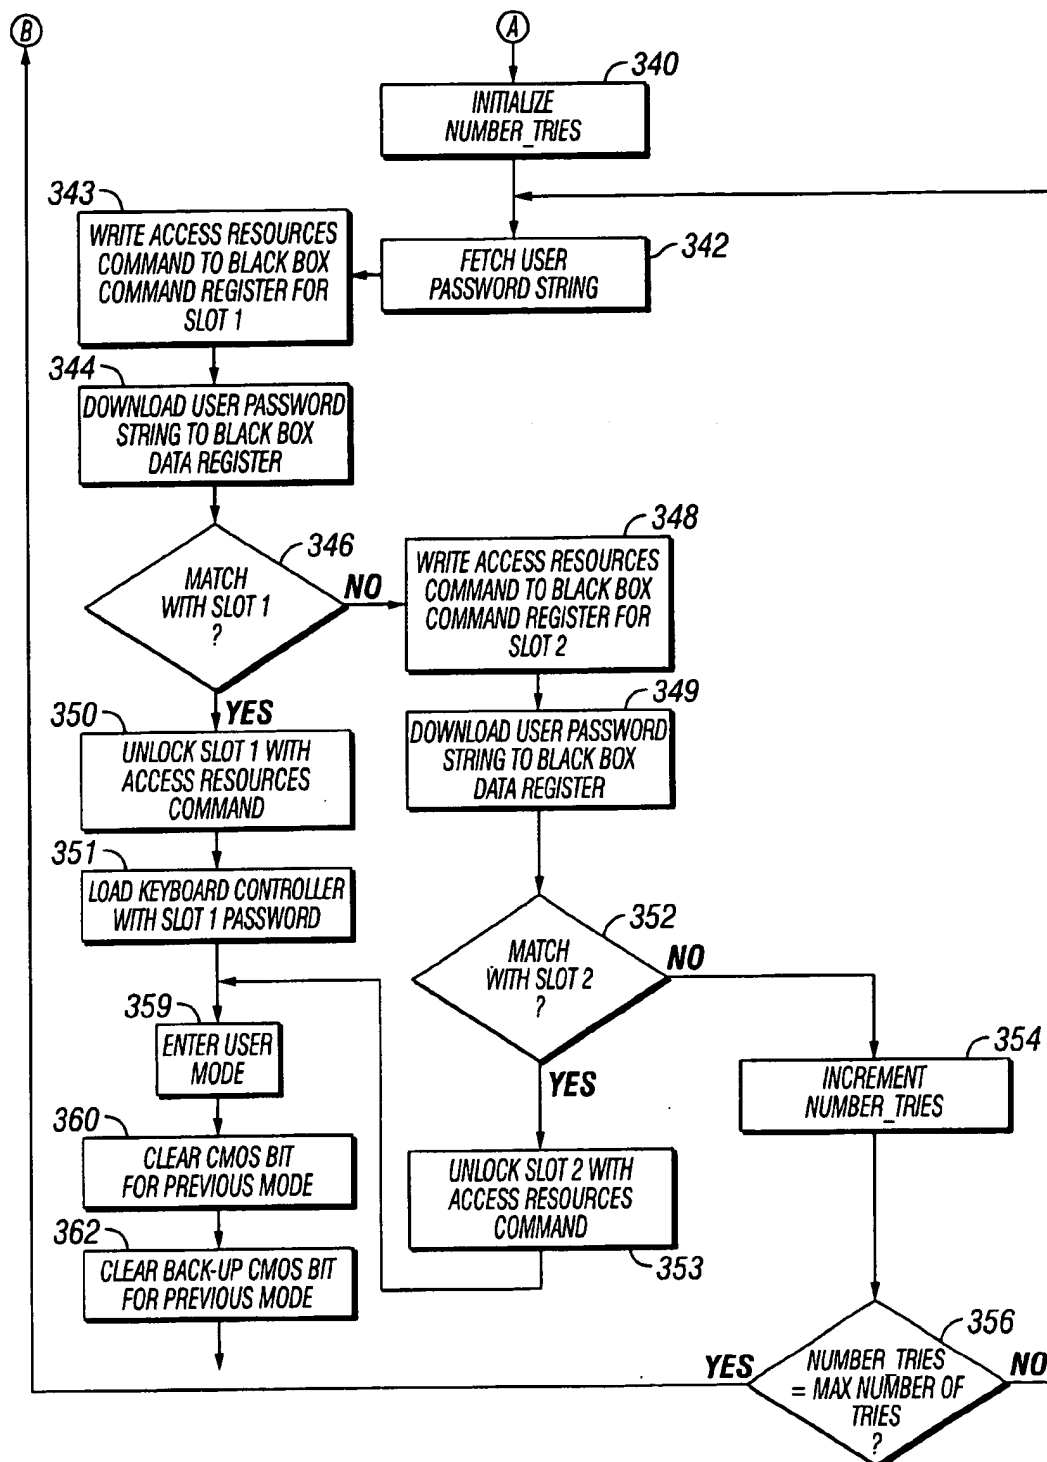 B
A
340
INITIALIZE
NUMBER_TRIES
343
WRITE ACCESS RESOURCES
COMMAND TO BLACK BOX
COMMAND REGISTER FOR
SLOT 1
342
FETCH USER
PASSWORD STRING
344
DOWNLOAD USER PASSWORD
STRING TO BLACK BOX
DATA REGISTER
346
MATCH
WITH SLOT 1
?
NO
348
WRITE ACCESS RESOURCES
COMMAND TO BLACK BOX
COMMAND REGISTER FOR
SLOT 2
YES
349
DOWNLOAD USER PASSWORD
STRING TO BLACK BOX
DATA REGISTER
350
UNLOCK SLOT 1 WITH
ACCESS RESOURCES
COMMAND
351
LOAD KEYBOARD CONTROLLER
WITH SLOT 1 PASSWORD
352
MATCH
WITH SLOT 2
?
NO
YES
359
ENTER USER
MODE
354
INCREMENT
NUMBER_TRIES
360
CLEAR CMOS BIT
FOR PREVIOUS MODE
UNLOCK SLOT 2 WITH
ACCESS RESOURCES
COMMAND
353
362
CLEAR BACK-UP CMOS BIT
FOR PREVIOUS MODE
356
NUMBER_TRIES
= MAX NUMBER OF
TRIES
?
YES
NO